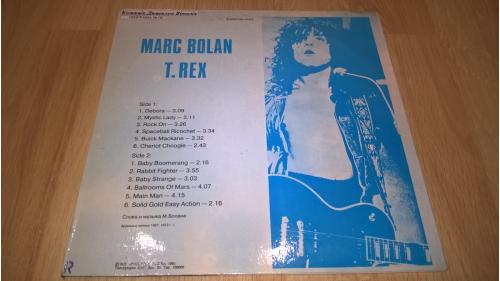 MARC BOLAN
T. REX
Side 1:
1. Debora — 3.09
2. Mystic Lady — 3.11
3. Rock On — 3.26
4. Spaceball Ricochet — 3.34
5. Buick Mackane — 3.32
6. Chariot Choogle — 2.43
Side 2:
1. Baby Boomerang — 2.16
2. Rabbit Fighter — 3.55
3. Baby Strange — 3.03
4. Ballrooms Of Mars — 4.07
5. Main Man — 4.15
6. Solid Gold Easy Action — 2.16
Слова и музыка М. Болана